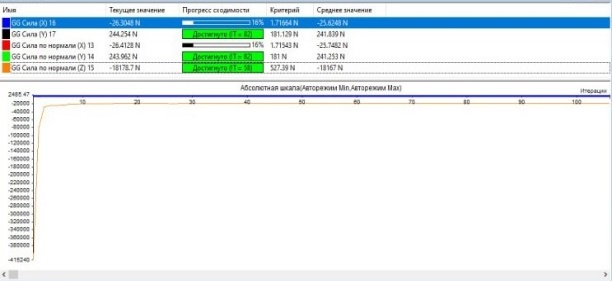 Имя Текущее значение Прогресс сходимости Критерий Среднее значение
GG Сила (X) 16 -26.3048 N 16% 1.71664 N -25.6248 N
GG Сила (Y) 17 244.254 N Достигнуто (IT = 82) 181.129 N 241.839 N
GG Сила по нормали (X) 13 -26.4128 N 16% 1.71543 N -25.7482 N
GG Сила по нормали (Y) 14 243.962 N Достигнуто (IT = 82) 181 N 241.253 N
GG Сила по нормали (Z) 15 -18178.7 N Достигнуто (IT = 58) 527.39 N -18167 N
Абсолютная шкала(Авторежим Min,Авторежим Max)
2485.47 Итерации
10 20 30 40 50 60 70 80 90 100
-20000
-40000
-60000
-80000
-100000
-120000
-140000
-160000
-180000
-200000
-220000
-240000
-260000
-280000
-300000
-320000
-340000
-360000
-380000